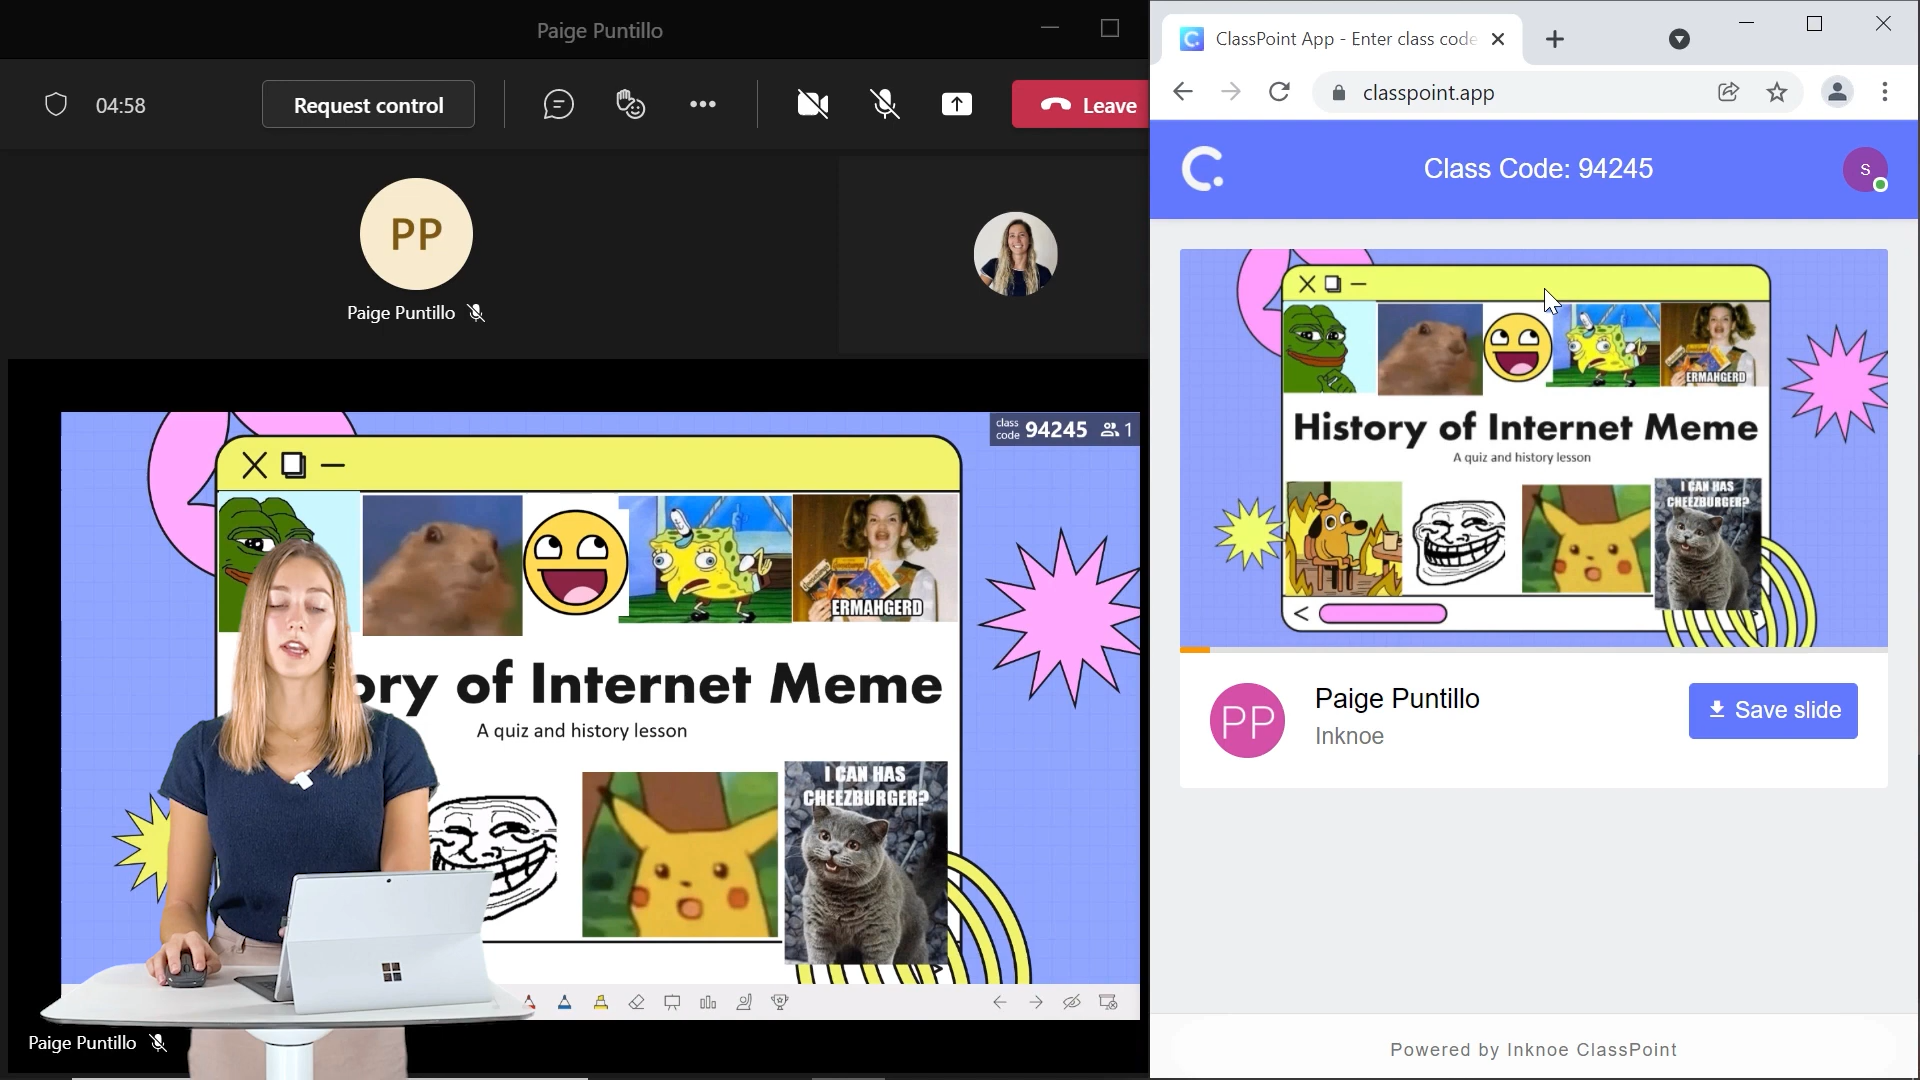 Paige Puntillo
04:58
Request control
Leave
PP
Paige Puntillo
class code 94245 1
ERMAHGERD
ory of Internet Meme
A quiz and history lesson
I CAN HAS
CHEEZBURGER?
Paige Puntillo
ClassPoint App - Enter class code
classpoint.app
Class Code: 94245
S
ERMAHGERD
History of Internet Meme
A quiz and history lesson
I CAN HAS
CHEEZBURGER?
PP
Paige Puntillo
Inknoe
Save slide
Powered by Inknoe ClassPoint